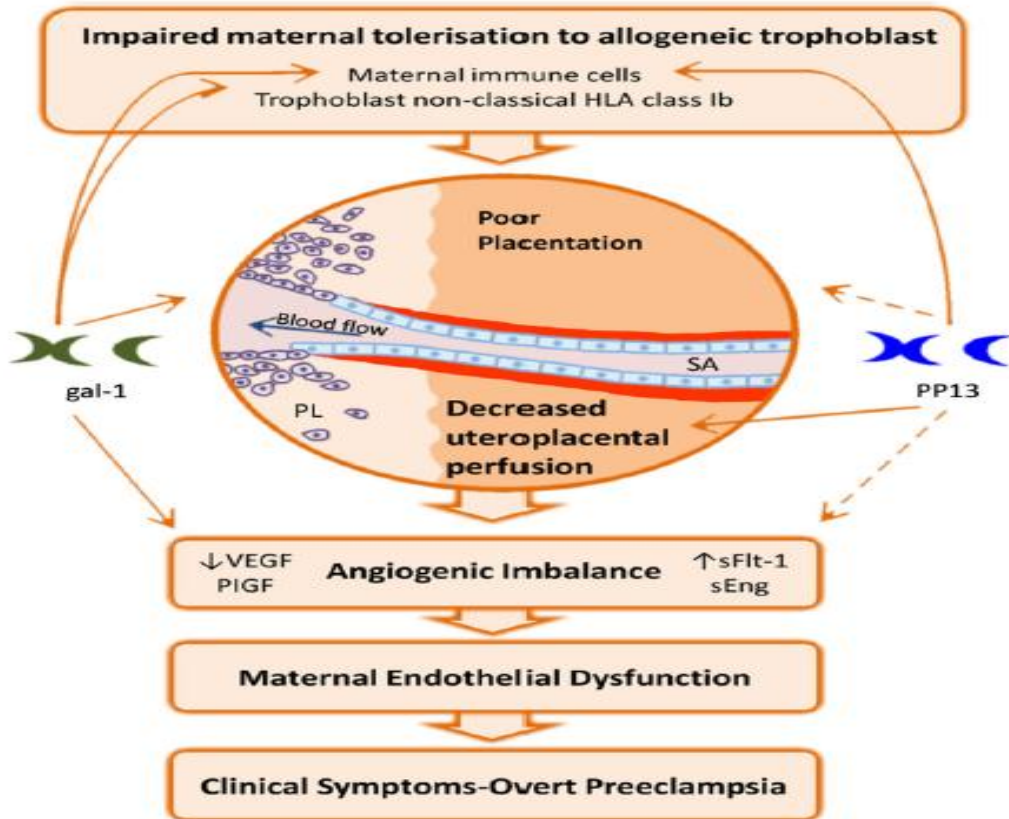 Impaired maternal tolerisation to allogeneic trophoblast
Maternal immune cells
Trophoblast non-classical HLA class Ib
Poor
Placentation
Blood flow
SA
gal-1
PP13
PL
Decreased
uteroplacental
perfusion
↓VEGF
PlGF
Angiogenic Imbalance
↑sFlt-1
sEng
Maternal Endothelial Dysfunction
Clinical Symptoms-Overt Preeclampsia